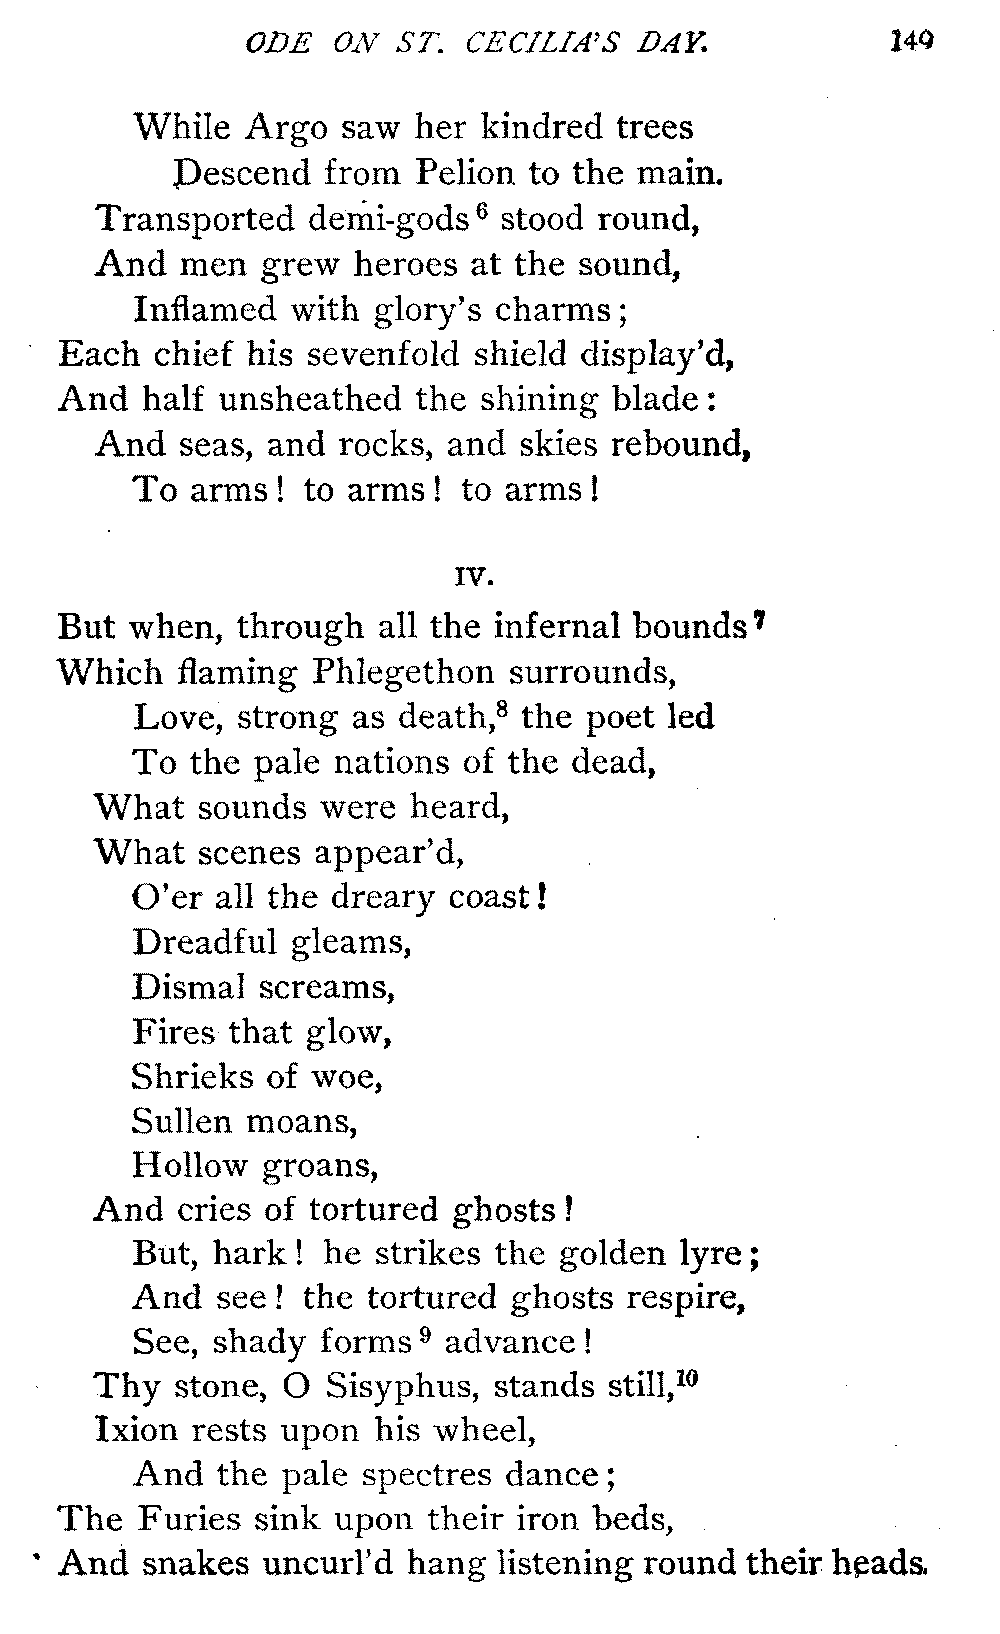 ODE ON ST. CECILIA'S DAY. 149
While Argo saw her kindred trees
Descend from Pelion to the main.
Transported demi-gods⁶ stood round,
And men grew heroes at the sound,
Inflamed with glory's charms;
Each chief his sevenfold shield display'd,
And half unsheathed the shining blade:
And seas, and rocks, and skies rebound,
To arms! to arms! to arms!
IV.
But when, through all the infernal bounds⁷
Which flaming Phlegethon surrounds,
Love, strong as death,⁸ the poet led
To the pale nations of the dead,
What sounds were heard,
What scenes appear'd,
O'er all the dreary coast!
Dreadful gleams,
Dismal screams,
Fires that glow,
Shrieks of woe,
Sullen moans,
Hollow groans,
And cries of tortured ghosts!
But, hark! he strikes the golden lyre;
And see! the tortured ghosts respire,
See, shady forms⁹ advance!
Thy stone, O Sisyphus, stands still,¹⁰
Ixion rests upon his wheel,
And the pale spectres dance;
The Furies sink upon their iron beds,
And snakes uncurl'd hang listening round their heads.